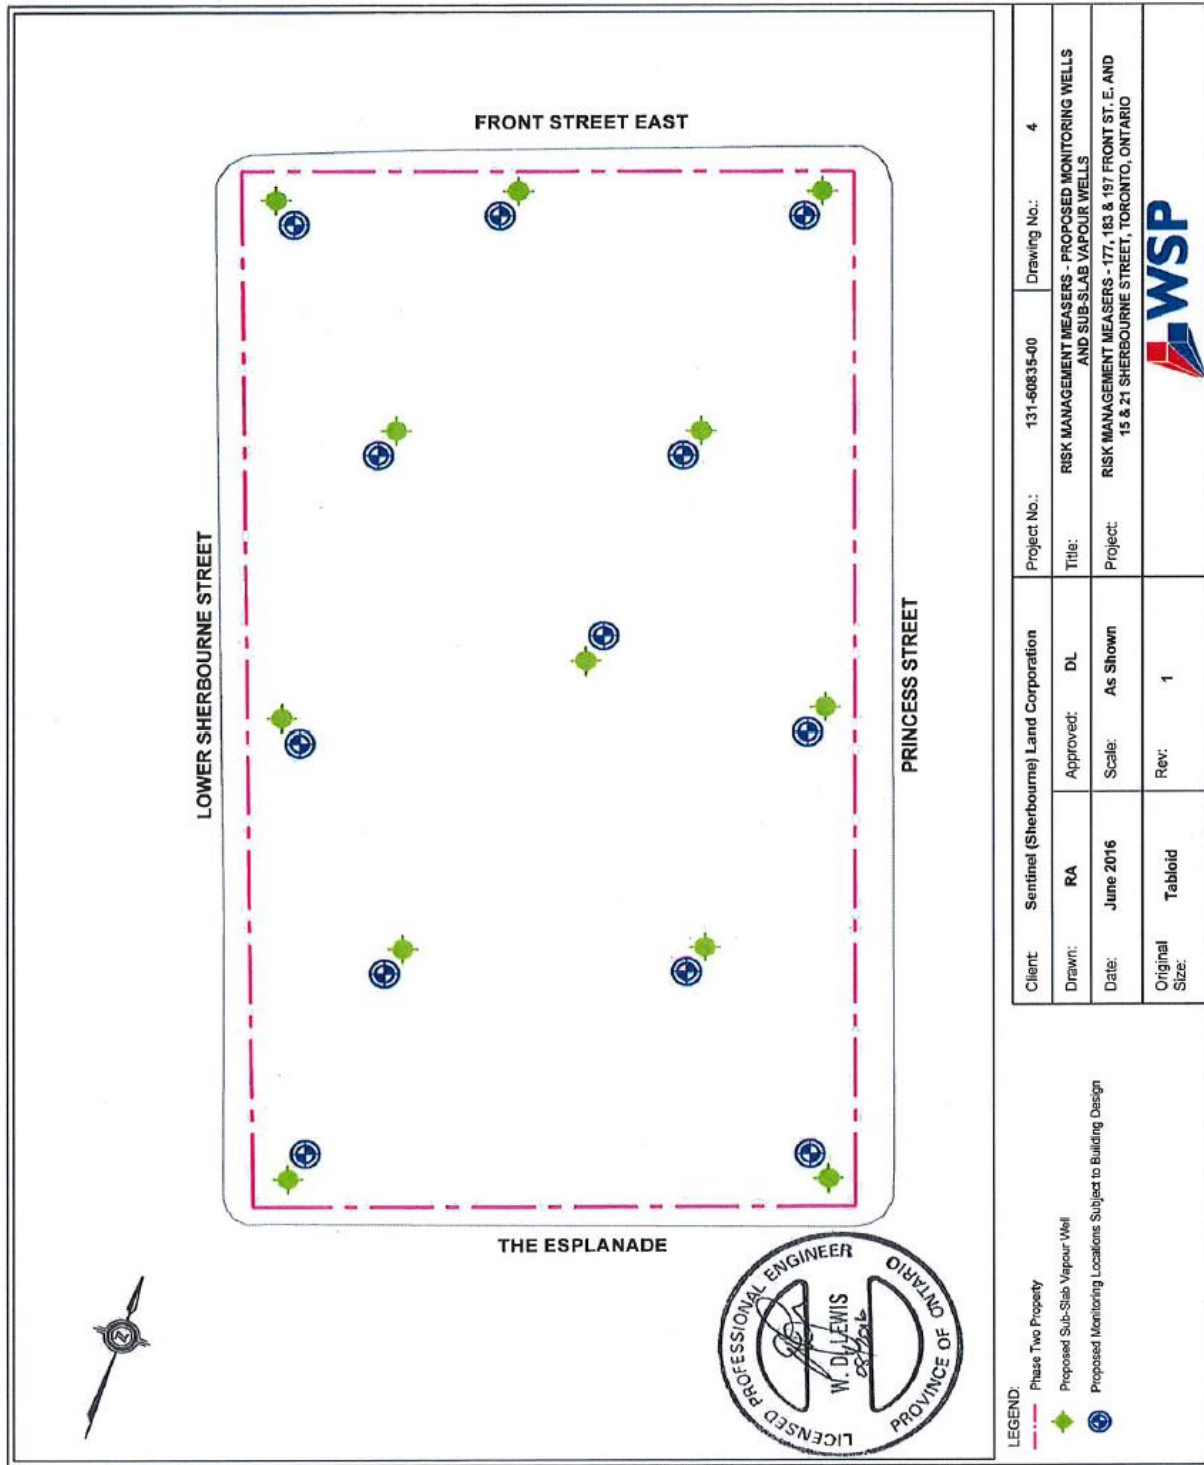 FRONT STREET EAST
LOWER SHERBOURNE STREET
PRINCESS STREET
THE ESPLANADE
N
LICENSED PROFESSIONAL ENGINEER
W. D. LEWIS
PROVINCE OF ONTARIO
LEGEND:
Phase Two Property
Proposed Sub-Slab Vapour Well
Proposed Monitoring Locations Subject to Building Design
Client: Sentinel (Sherbourne) Land Corporation
Project No.: 131-60835-00
Drawing No.: 4
Drawn: RA
Approved: DL
Title: RISK MANAGEMENT MEASERS - PROPOSED MONITORING WELLS
AND SUB-SLAB VAPOUR WELLS
Date: June 2016
Scale: As Shown
Project: RISK MANAGEMENT MEASERS - 177, 183 & 197 FRONT ST. E. AND
15 & 21 SHERBOURNE STREET, TORONTO, ONTARIO
Original
Size: Tabloid
Rev: 1
WSP